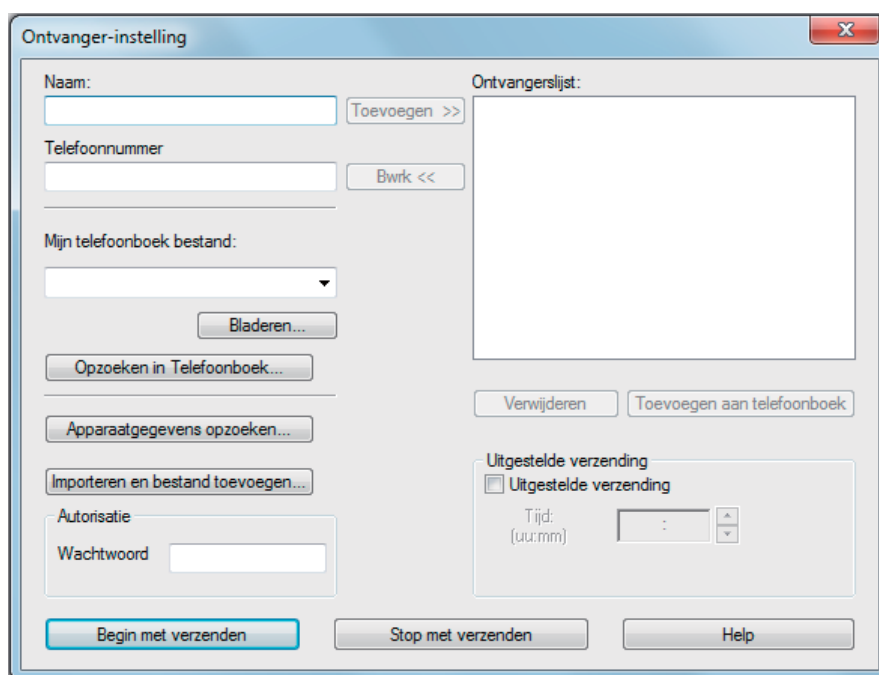 Ontvanger-instelling
Naam:
Toevoegen >>
Telefoonnummer
Bwrk <<
Mijn telefoonboek bestand:
Bladeren...
Opzoeken in Telefoonboek...
Apparaatgegevens opzoeken...
Importeren en bestand toevoegen...
Autorisatie
Wachtwoord
Ontvangerslijst:
Verwijderen
Toevoegen aan telefoonboek
Uitgestelde verzending
Uitgestelde verzending
Tijd:
(uu:mm)
:
Begin met verzenden
Stop met verzenden
Help